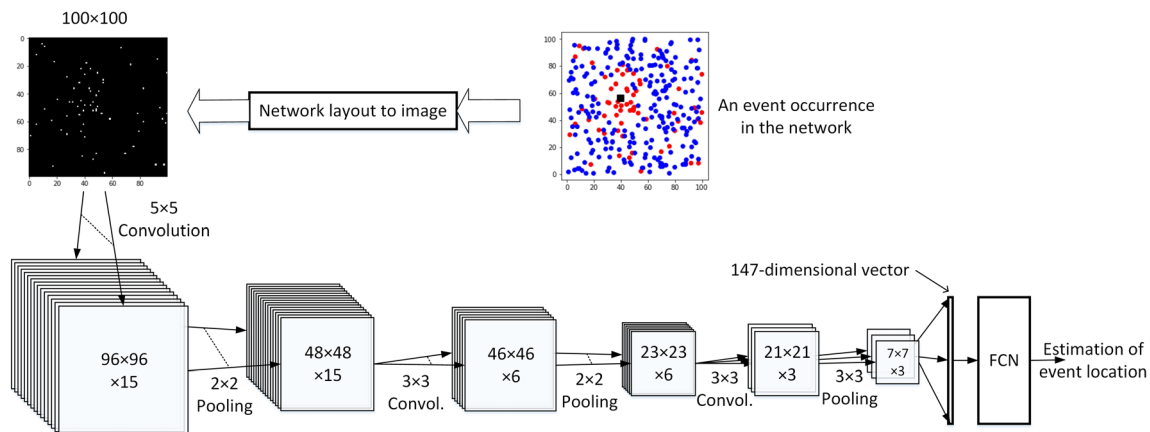 100×100
0
20
40
60
80
0 20 40 60 80
Network layout to image
100
80
60
40
20
0
0 20 40 60 80 100
An event occurrence
in the network
5×5
Convolution
147-dimensional vector
96×96
×15
2×2
Pooling
48×48
×15
3×3
Convol.
46×46
×6
2×2
Pooling
23×23
×6
3×3
Convol.
21×21
×3
3×3
Pooling
7×7
×3
FCN
Estimation of
event location